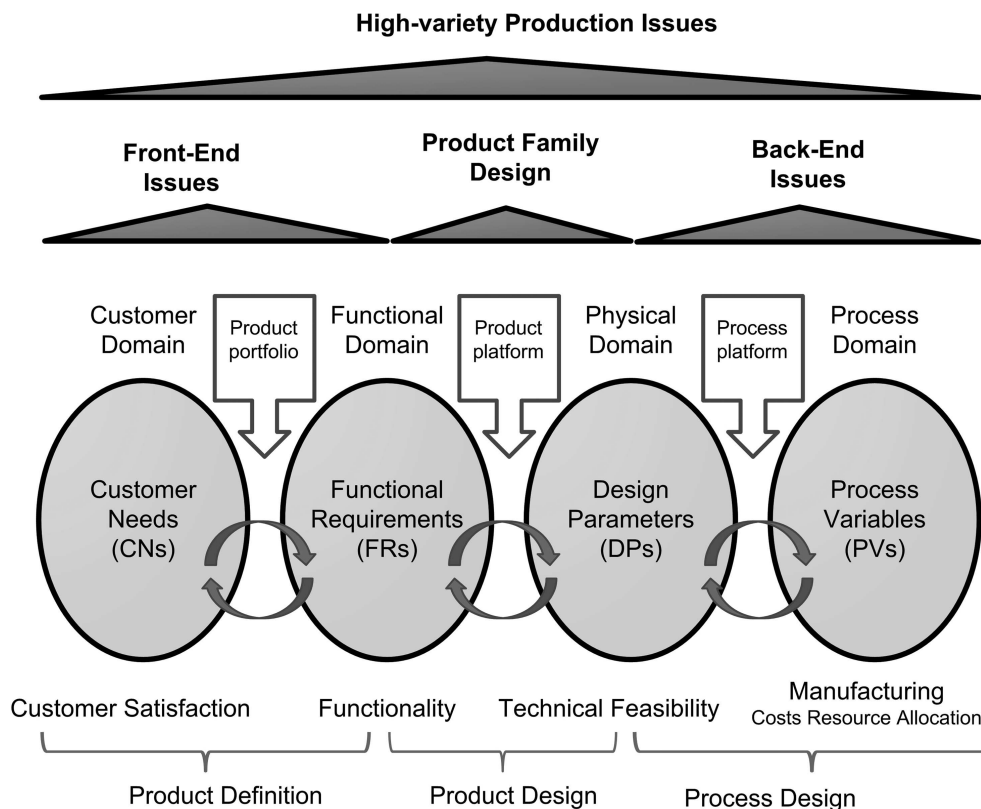 High-variety Production Issues
Front-End
Issues
Product Family
Design
Back-End
Issues
Customer
Domain
Product
portfolio
Functional
Domain
Product
platform
Physical
Domain
Process
platform
Process
Domain
Customer
Needs
(CNs)
Functional
Requirements
(FRs)
Design
Parameters
(DPs)
Process
Variables
(PVs)
Customer Satisfaction
Functionality
Technical Feasibility
Manufacturing
Costs Resource Allocation
Product Definition
Product Design
Process Design